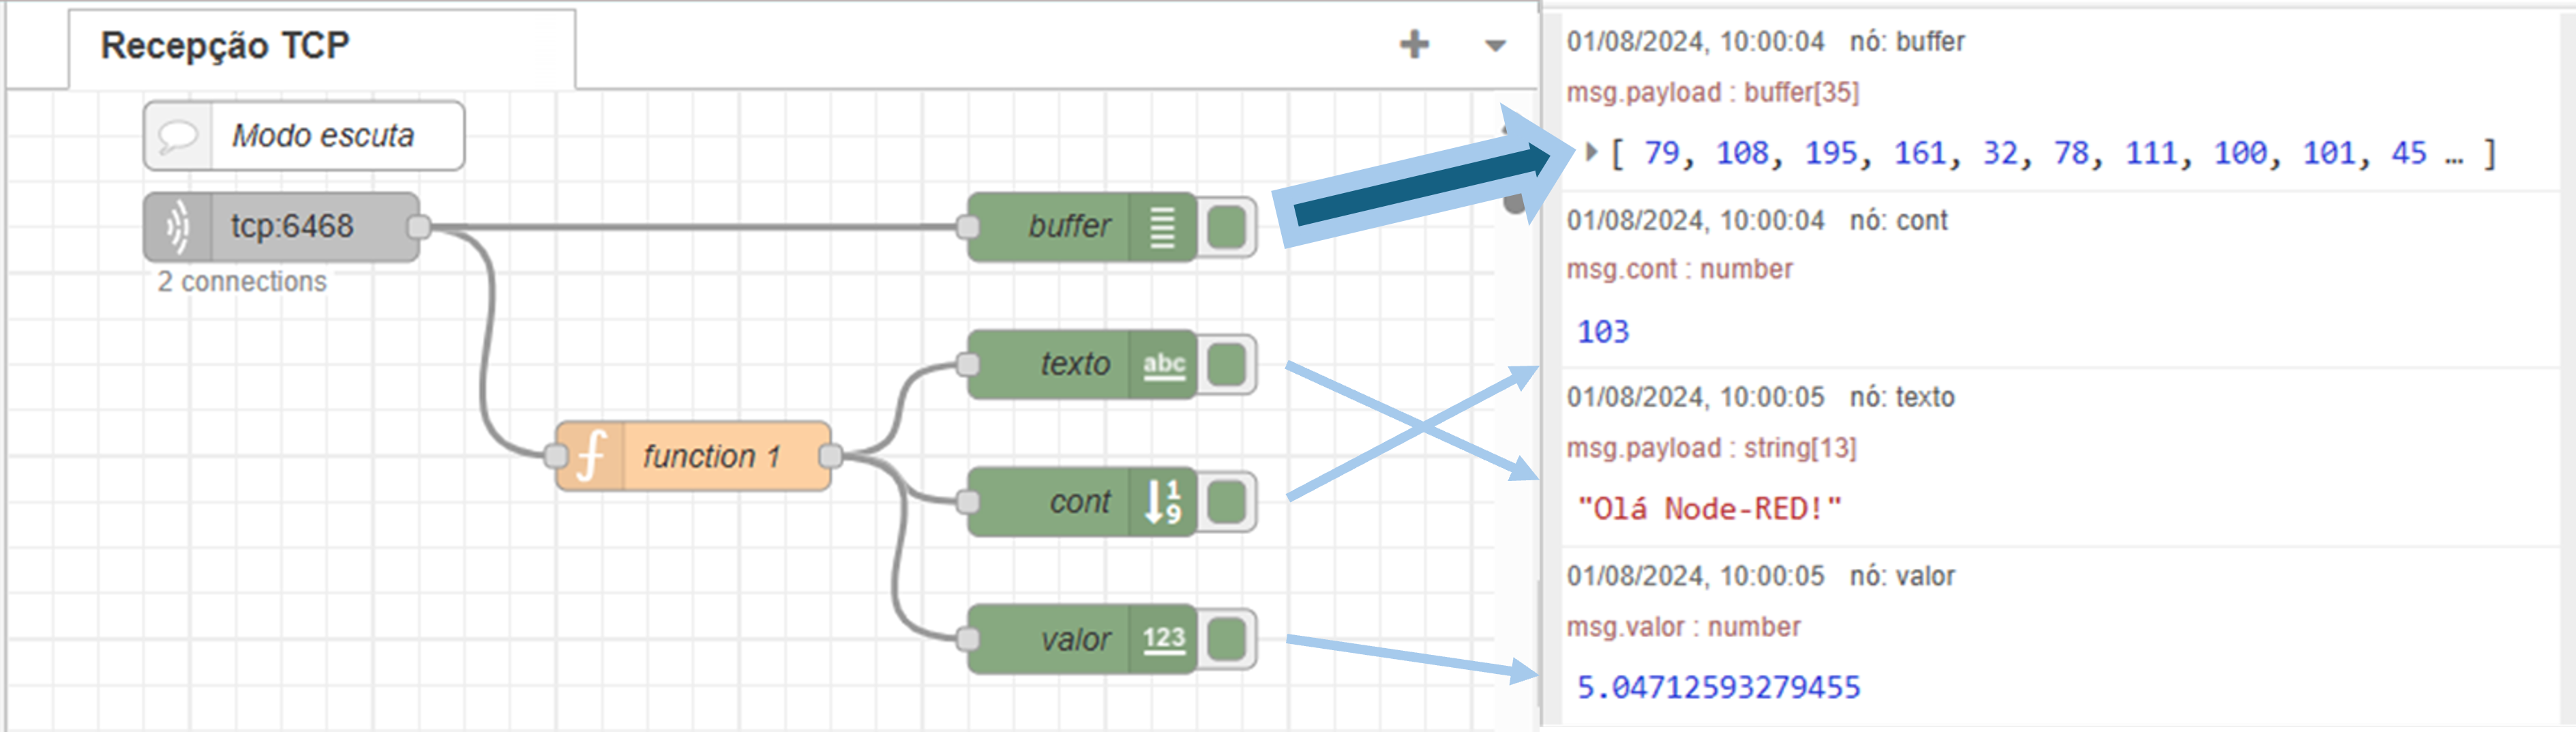 Recepção TCP
Modo escuta
tcp:6468
2 connections
function 1
buffer
texto
abc
cont
1
9
valor
123
01/08/2024, 10:00:04 nó: buffer
msg.payload : buffer[35]
[ 79, 108, 195, 161, 32, 78, 111, 100, 101, 45 … ]
01/08/2024, 10:00:04 nó: cont
msg.cont : number
103
01/08/2024, 10:00:05 nó: texto
msg.payload : string[13]
"Olá Node-RED!"
01/08/2024, 10:00:05 nó: valor
msg.valor : number
5.04712593279455